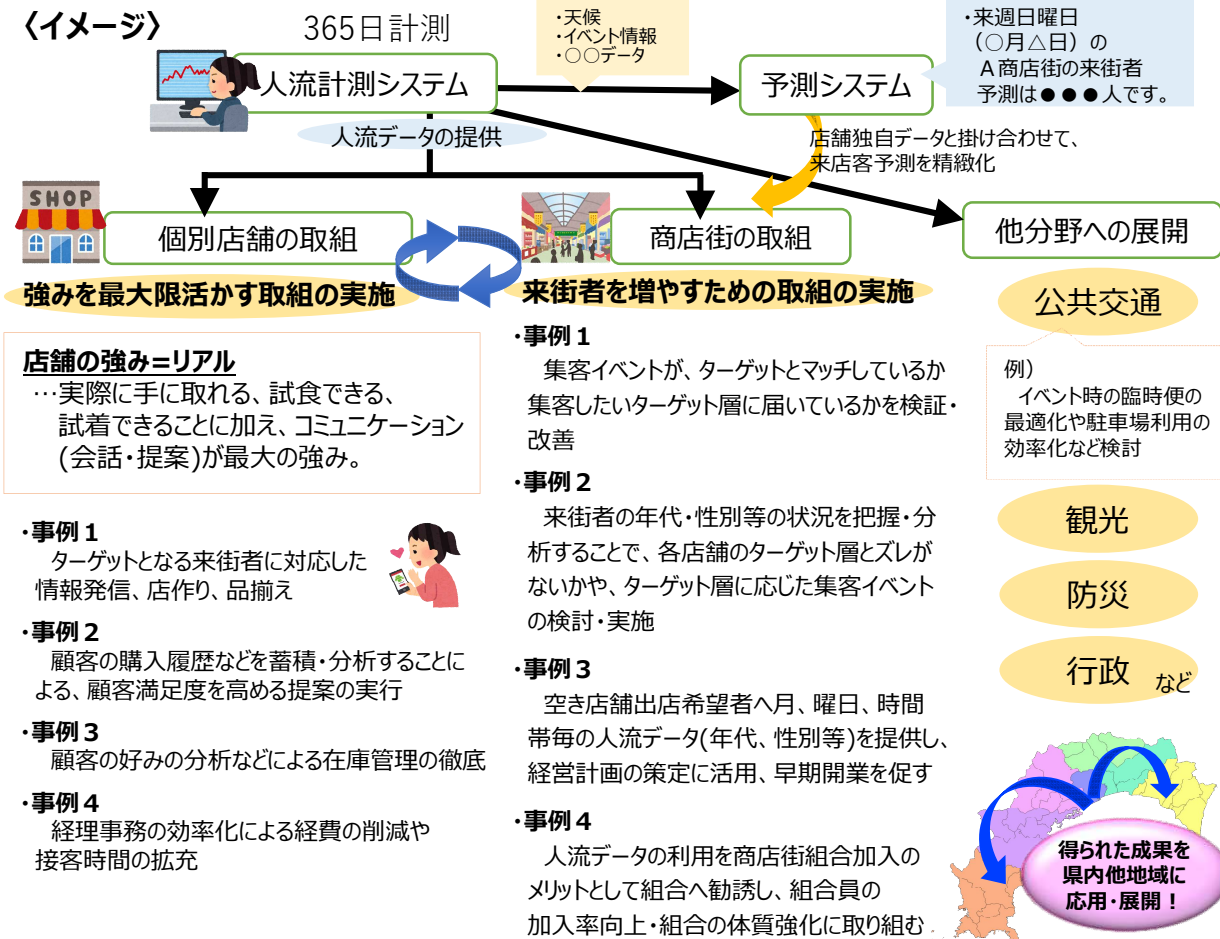 〈イメージ〉
365日計測
・天候
・イベント情報
・○○データ
・来週日曜日
（○月△日）の
A商店街の来街者
予測は●●●人です。
人流計測システム
予測システム
人流データの提供
店舗独自データと掛け合わせて、
来店客予測を精緻化
SHOP
個別店舗の取組
商店街の取組
他分野への展開
強みを最大限活かす取組の実施
店舗の強み=リアル
…実際に手に取れる、試食できる、
試着できることに加え、コミュニケーション
(会話・提案)が最大の強み。
・事例１
ターゲットとなる来街者に対応した
情報発信、店作り、品揃え
・事例２
顧客の購入履歴などを蓄積・分析することに
よる、顧客満足度を高める提案の実行
・事例３
顧客の好みの分析などによる在庫管理の徹底
・事例４
経理事務の効率化による経費の削減や
接客時間の拡充
来街者を増やすための取組の実施
・事例１
集客イベントが、ターゲットとマッチしているか
集客したいターゲット層に届いているかを検証・
改善
・事例２
来街者の年代・性別等の状況を把握・分
析することで、各店舗のターゲット層とズレが
ないかや、ターゲット層に応じた集客イベント
の検討・実施
・事例３
空き店舗出店希望者へ月、曜日、時間
帯毎の人流データ(年代、性別等)を提供し、
経営計画の策定に活用、早期開業を促す
・事例４
人流データの利用を商店街組合加入の
メリットとして組合へ勧誘し、組合員の
加入率向上・組合の体質強化に取り組む
公共交通
例）
イベント時の臨時便の
最適化や駐車場利用の
効率化など検討
観光
防災
行政
など
得られた成果を
県内他地域に
応用・展開！